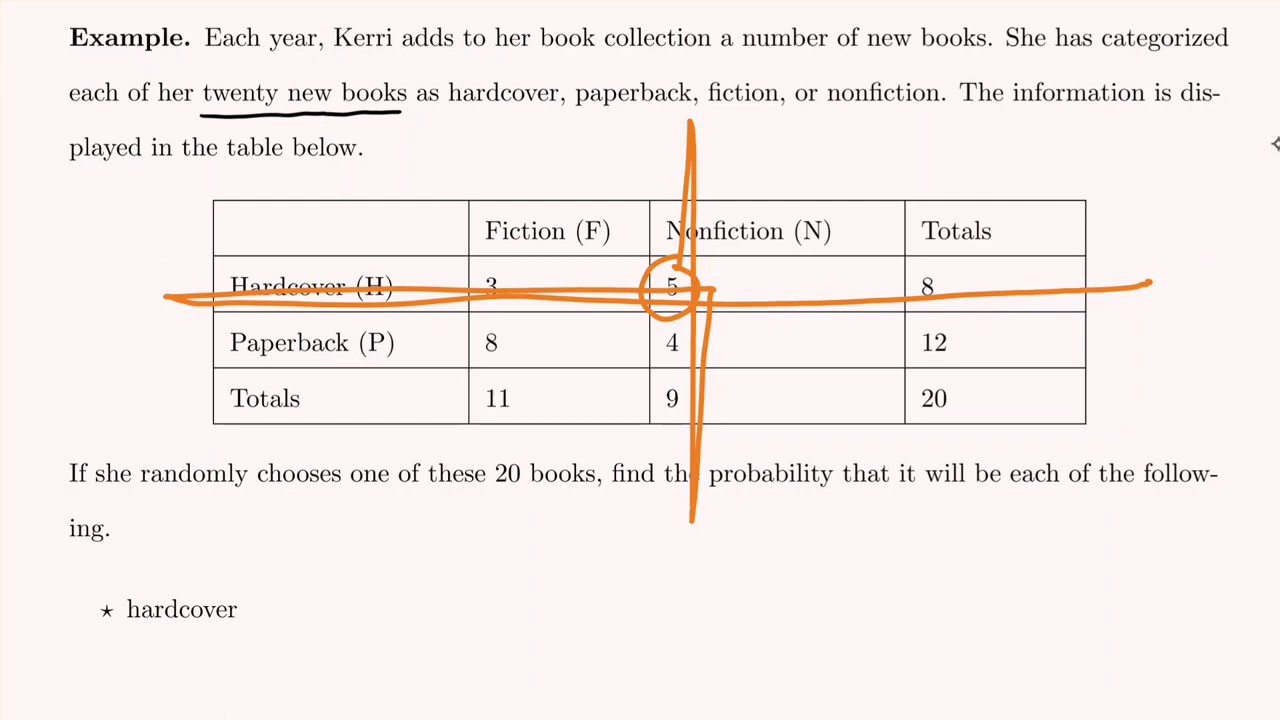 Example. Each year, Kerri adds to her book collection a number of new books. She has categorized
each of her twenty new books as hardcover, paperback, fiction, or nonfiction. The information is dis-
played in the table below.
Fiction (F) Nonfiction (N) Totals
Hardcover (H) 3 5 8
Paperback (P) 8 4 12
Totals 11 9 20
If she randomly chooses one of these 20 books, find the probability that it will be each of the follow-
ing.
⋆ hardcover